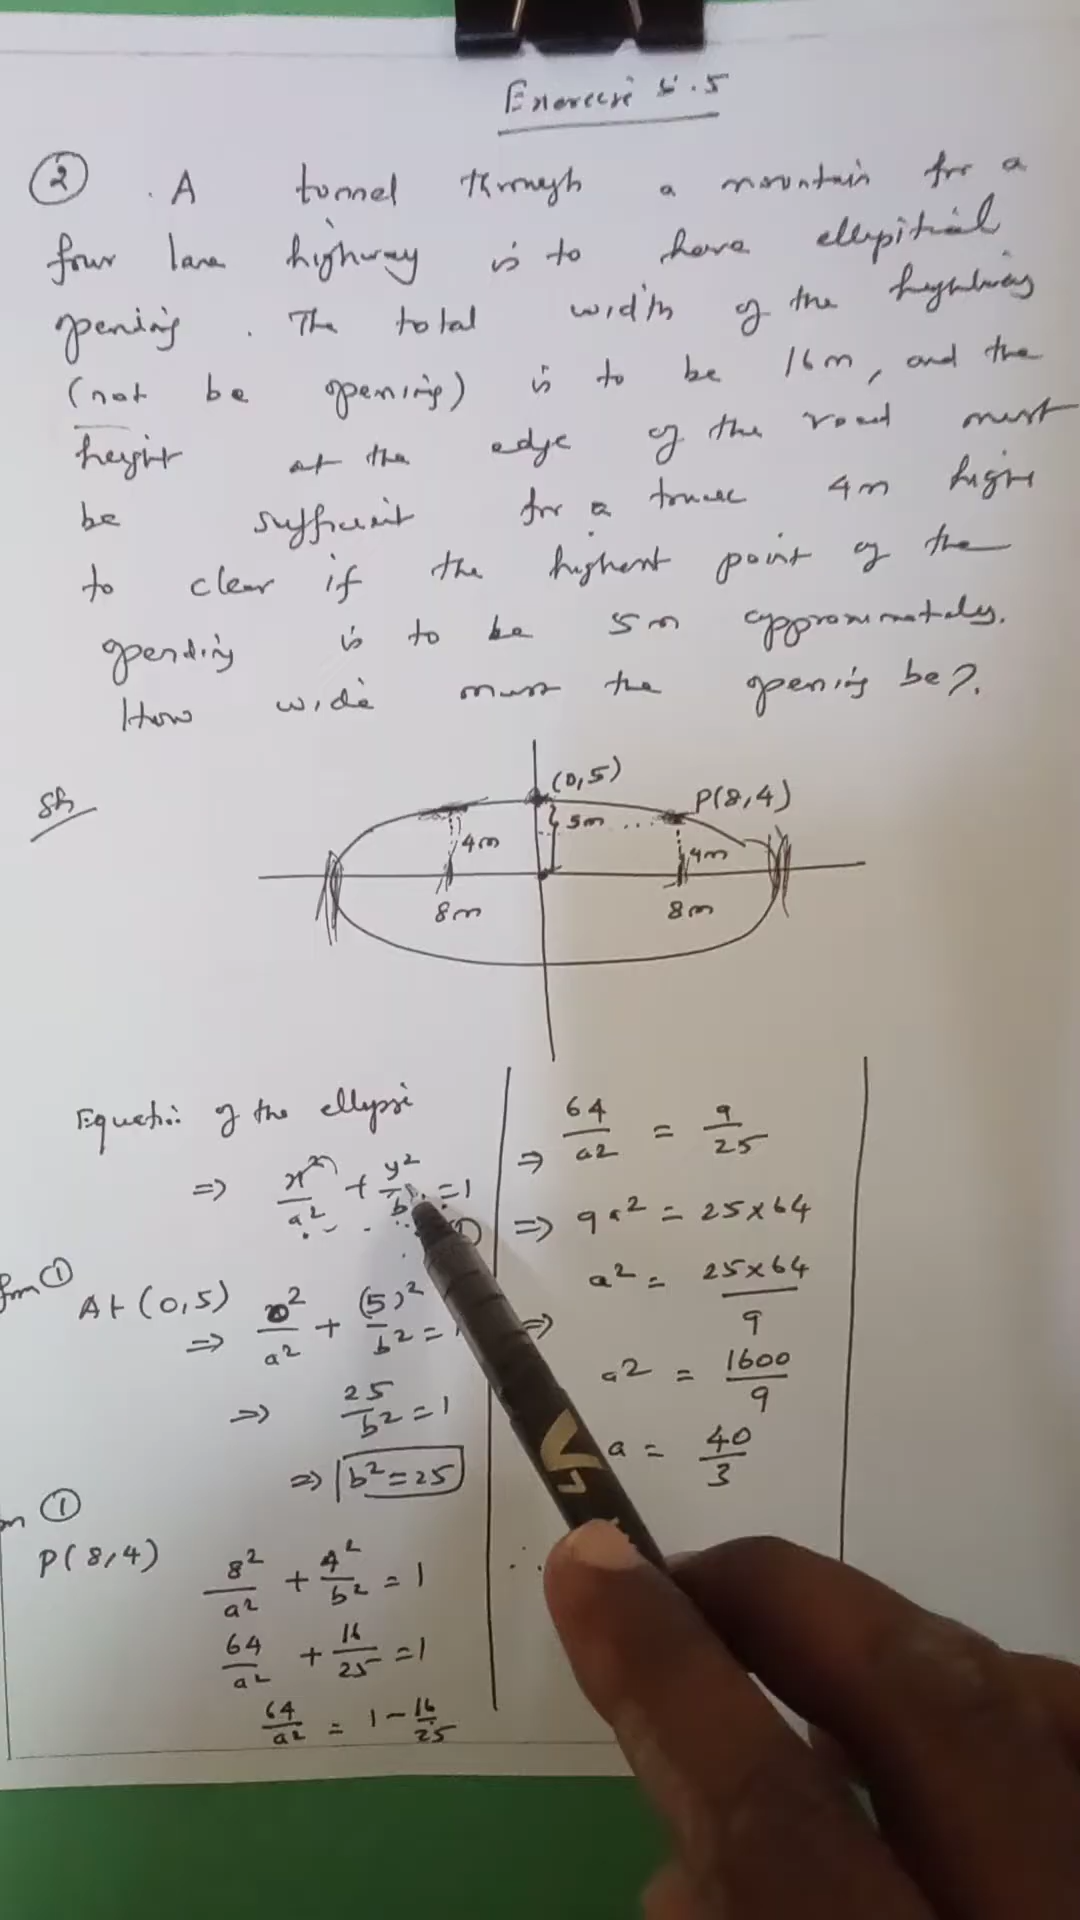 Exercise 5.5
② . A tunnel through a mountain for a
four lane highway is to have elliptical
opening . The total width of the highway
(not be opening) is to be 16m, and the
height at the edge of the road must
be sufficient for a truck 4m high
to clear if the highest point of the
opening is to be 5m approximately.
How wide must the opening be?
(0,5)
P(8,4)
5m
4m
4m
8m
8m
Equation of the ellipse
⇒ x²/a² + y²/b² = 1
①
from ①
At (0,5)
⇒ 0²/a² + (5)²/b² = 1
⇒ 25/b² = 1
⇒ b² = 25
①
P(8,4)
8²/a² + 4²/b² = 1
64/a² + 16/25 = 1
64/a² = 1 - 16/25
⇒ 64/a² = 9/25
⇒ 9a² = 25×64
⇒ a² = 25×64/9
a² = 1600/9
a = 40/3
∴